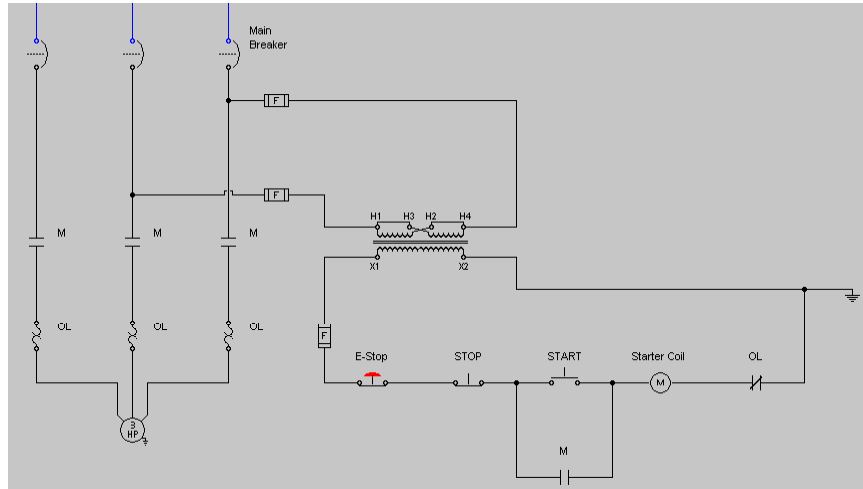 Main
Breaker
F
F
H1 H3 H2 H4
M M M
X1 X2
OL OL OL
F
E-Stop STOP START Starter Coil OL
M
3
HP
M